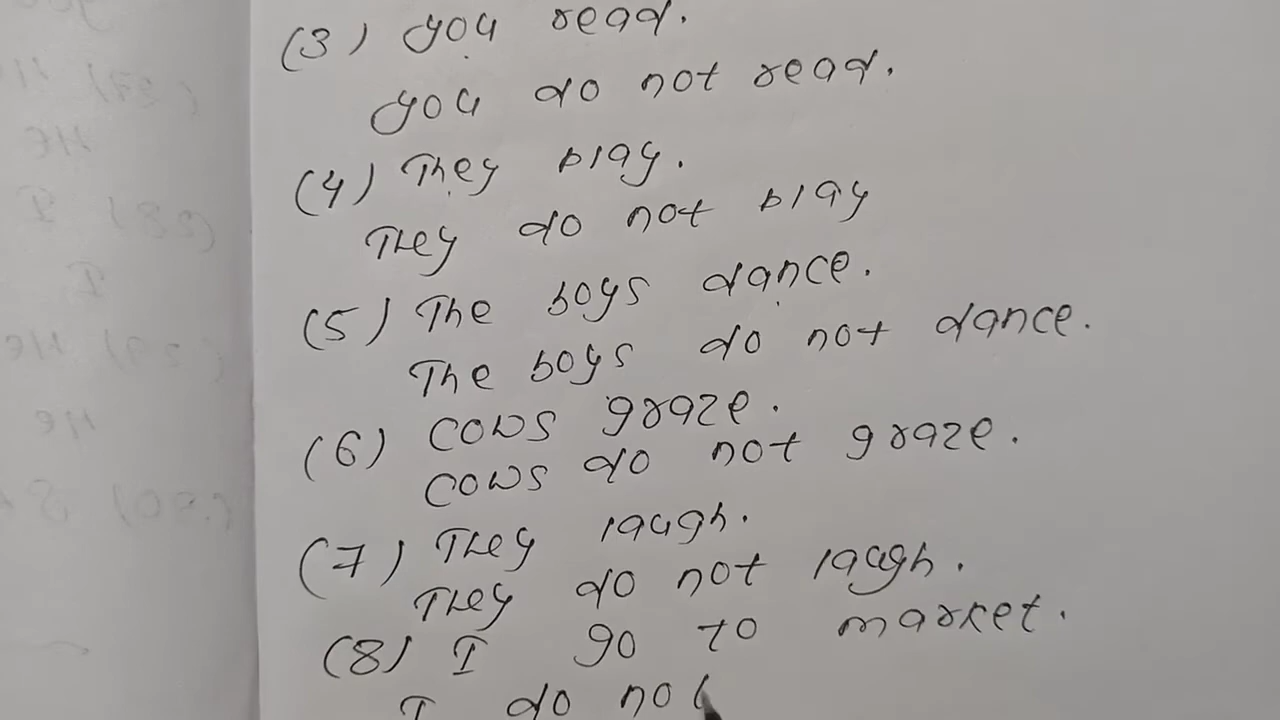 (3) you read.
you do not read.
(4) They play.
They do not play
(5) The boys dance.
The boys do not dance.
(6) cows graze.
cows do not graze.
(7) They laugh.
They do not laugh.
(8) I go to market.
I do not